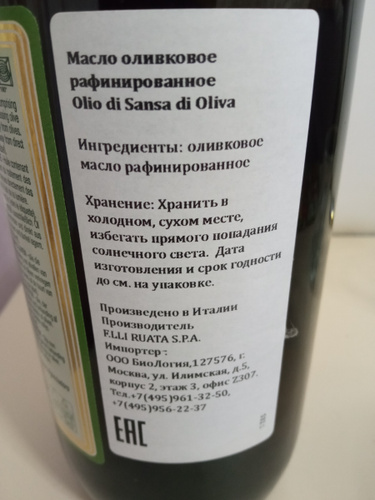 Масло оливковое
рафинированное
Olio di Sansa di Oliva
Ингредиенты: оливковое
масло рафинированное
Хранение: Хранить в
холодном, сухом месте,
избегать прямого попадания
солнечного света. Дата
изготовления и срок годности
до см. на упаковке.
Произведено в Италии
Производитель
F.LLI RUATA S.P.A.
Импортер :
ООО БиоЛогия,127576, г.
Москва, ул. Илимская, д.5,
корпус 2, этаж 3, офис Z307.
Тел.+7(495)961-32-50,
+7(495)956-22-37
EAC